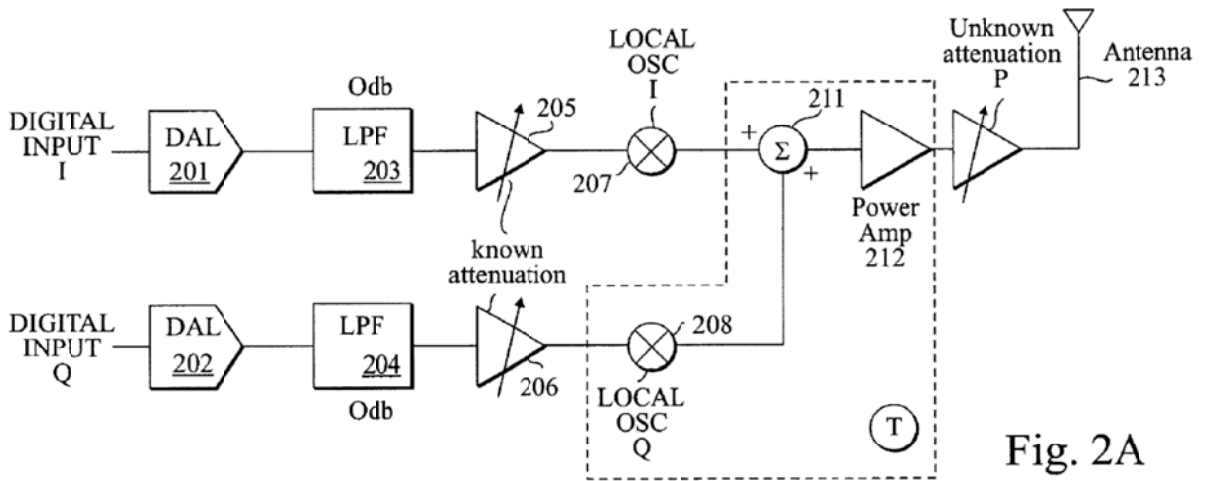 DIGITAL
INPUT
I
DAL
201
Odb
LPF
203
205
LOCAL
OSC
I
207
+
211
Σ
+
Power
Amp
212
Unknown
attenuation
P
Antenna
213
known
attenuation
DIGITAL
INPUT
Q
DAL
202
LPF
204
Odb
206
208
LOCAL
OSC
Q
T
Fig. 2A